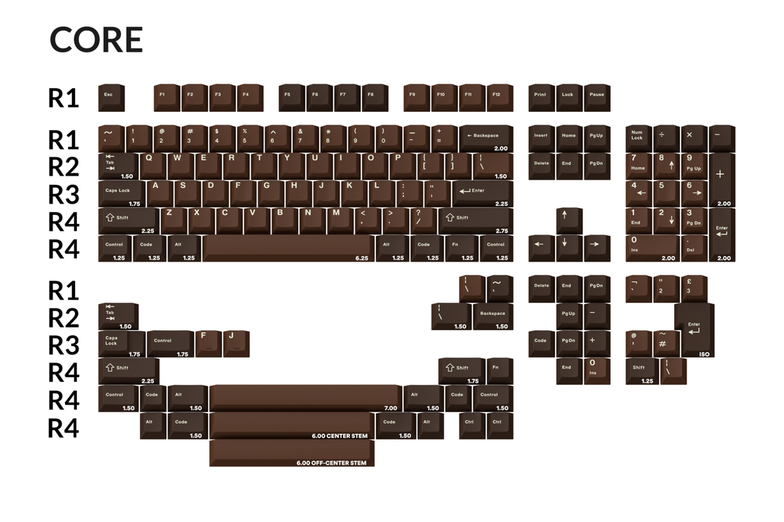 CORE
R1 Esc F1 F2 F3 F4 F5 F6 F7 F8 F9 F10 F11 F12 Print Lock Pause
R1 ~ ` ! 1 @ 2 # 3 $ 4 % 5 ^ 6 & 7 * 8 ( 9 ) 0 — - + = ← Backspace 2.00 Insert Home PgUp Num Lock ÷ × −
R2 Tab 1.50 Q W E R T Y U I O P { [ } ] | \ 1.50 Delete End PgDn 7 Home 8 ↑ 9 Pg Up + 2.00
R3 Caps Lock 1.75 A S D F G H J K L : ; " ' Enter 2.25 4 ← 5 6 →
R4 Shift 2.25 Z X C V B N M < , > . ? / Shift 2.75 ↑ 1 End 2 ↓ 3 Pg Dn Enter 2.00
R4 Control 1.25 Code 1.25 Alt 1.25 6.25 Alt 1.25 Code 1.25 Fn 1.25 Control 1.25 ← ↓ → 0 Ins 2.00 . Del
R1 | \ ~ ` Delete End PgDn ¬ ` " 2 £ 3
R2 Tab 1.50 | \ 1.50 Backspace 1.50 PgUp − Enter ISO
R3 Caps Lock 1.75 Control 1.75 F J Code PgDn + @ ' ~ #
R4 Shift 2.25 Shift 1.75 Fn End 0 Ins Shift 1.25 | \
R4 Control 1.50 Code Alt 1.50 7.00 Alt 1.50 Code Control 1.50
R4 Alt Code 1.50 6.00 CENTER STEM Code 1.50 Alt Ctrl Ctrl
6.00 OFF-CENTER STEM